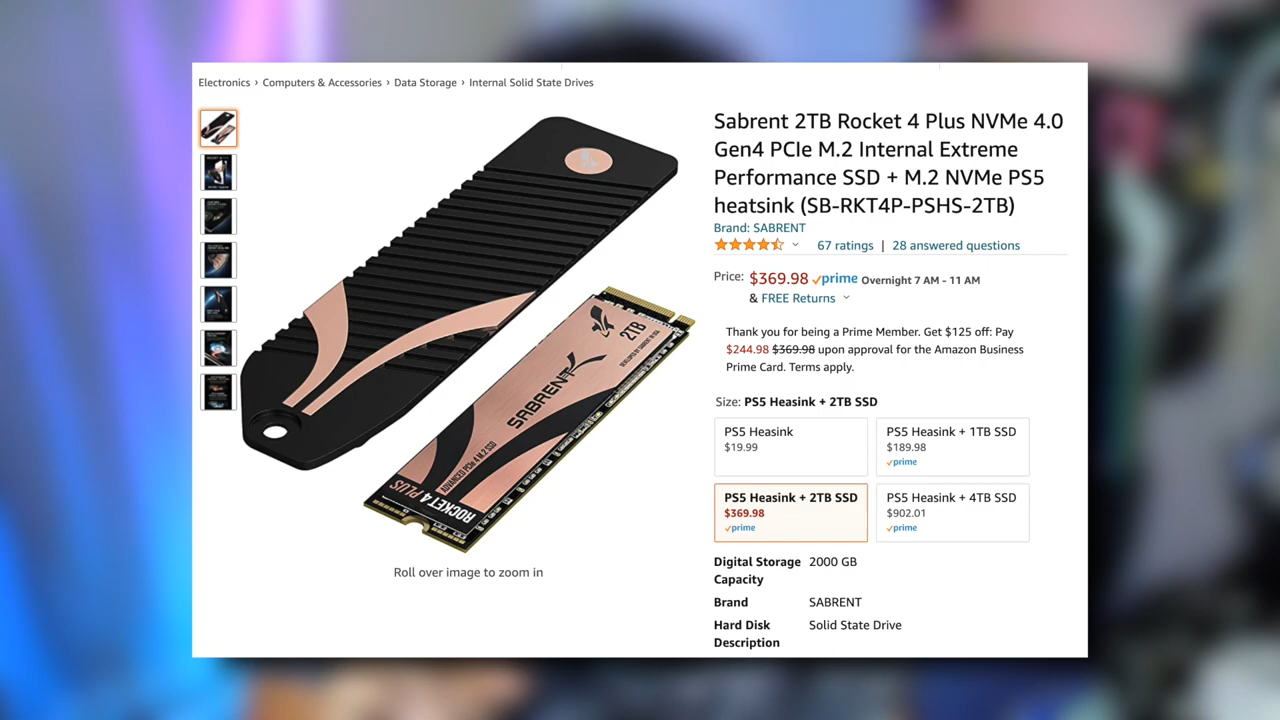 Electronics › Computers & Accessories › Data Storage › Internal Solid State Drives
Sabrent 2TB Rocket 4 Plus NVMe 4.0
Gen4 PCIe M.2 Internal Extreme
Performance SSD + M.2 NVMe PS5
heatsink (SB-RKT4P-PSHS-2TB)
Brand: SABRENT
67 ratings | 28 answered questions
Price: $369.98 prime Overnight 7 AM - 11 AM
& FREE Returns
Thank you for being a Prime Member. Get $125 off: Pay
$244.98 $369.98 upon approval for the Amazon Business
Prime Card. Terms apply.
Size: PS5 Heasink + 2TB SSD
PS5 Heasink
$19.99
PS5 Heasink + 1TB SSD
$189.98
prime
PS5 Heasink + 2TB SSD
$369.98
prime
PS5 Heasink + 4TB SSD
$902.01
prime
Digital Storage Capacity 2000 GB
Brand SABRENT
Hard Disk Description Solid State Drive
2TB
SABRENT
ADVANCED PCIe 4 M.2 SSD
ROCKET 4 PLUS
Roll over image to zoom in